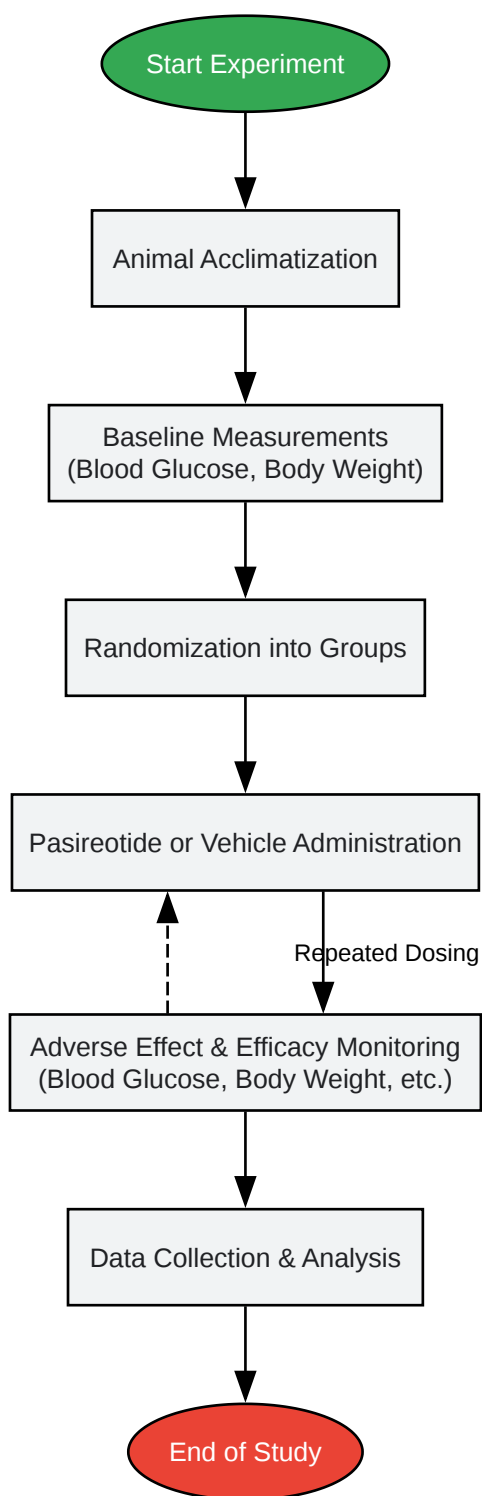 Start Experiment
Animal Acclimatization
Baseline Measurements
(Blood Glucose, Body Weight)
Randomization into Groups
Pasireotide or Vehicle Administration
Repeated Dosing
Adverse Effect & Efficacy Monitoring
(Blood Glucose, Body Weight, etc.)
Data Collection & Analysis
End of Study